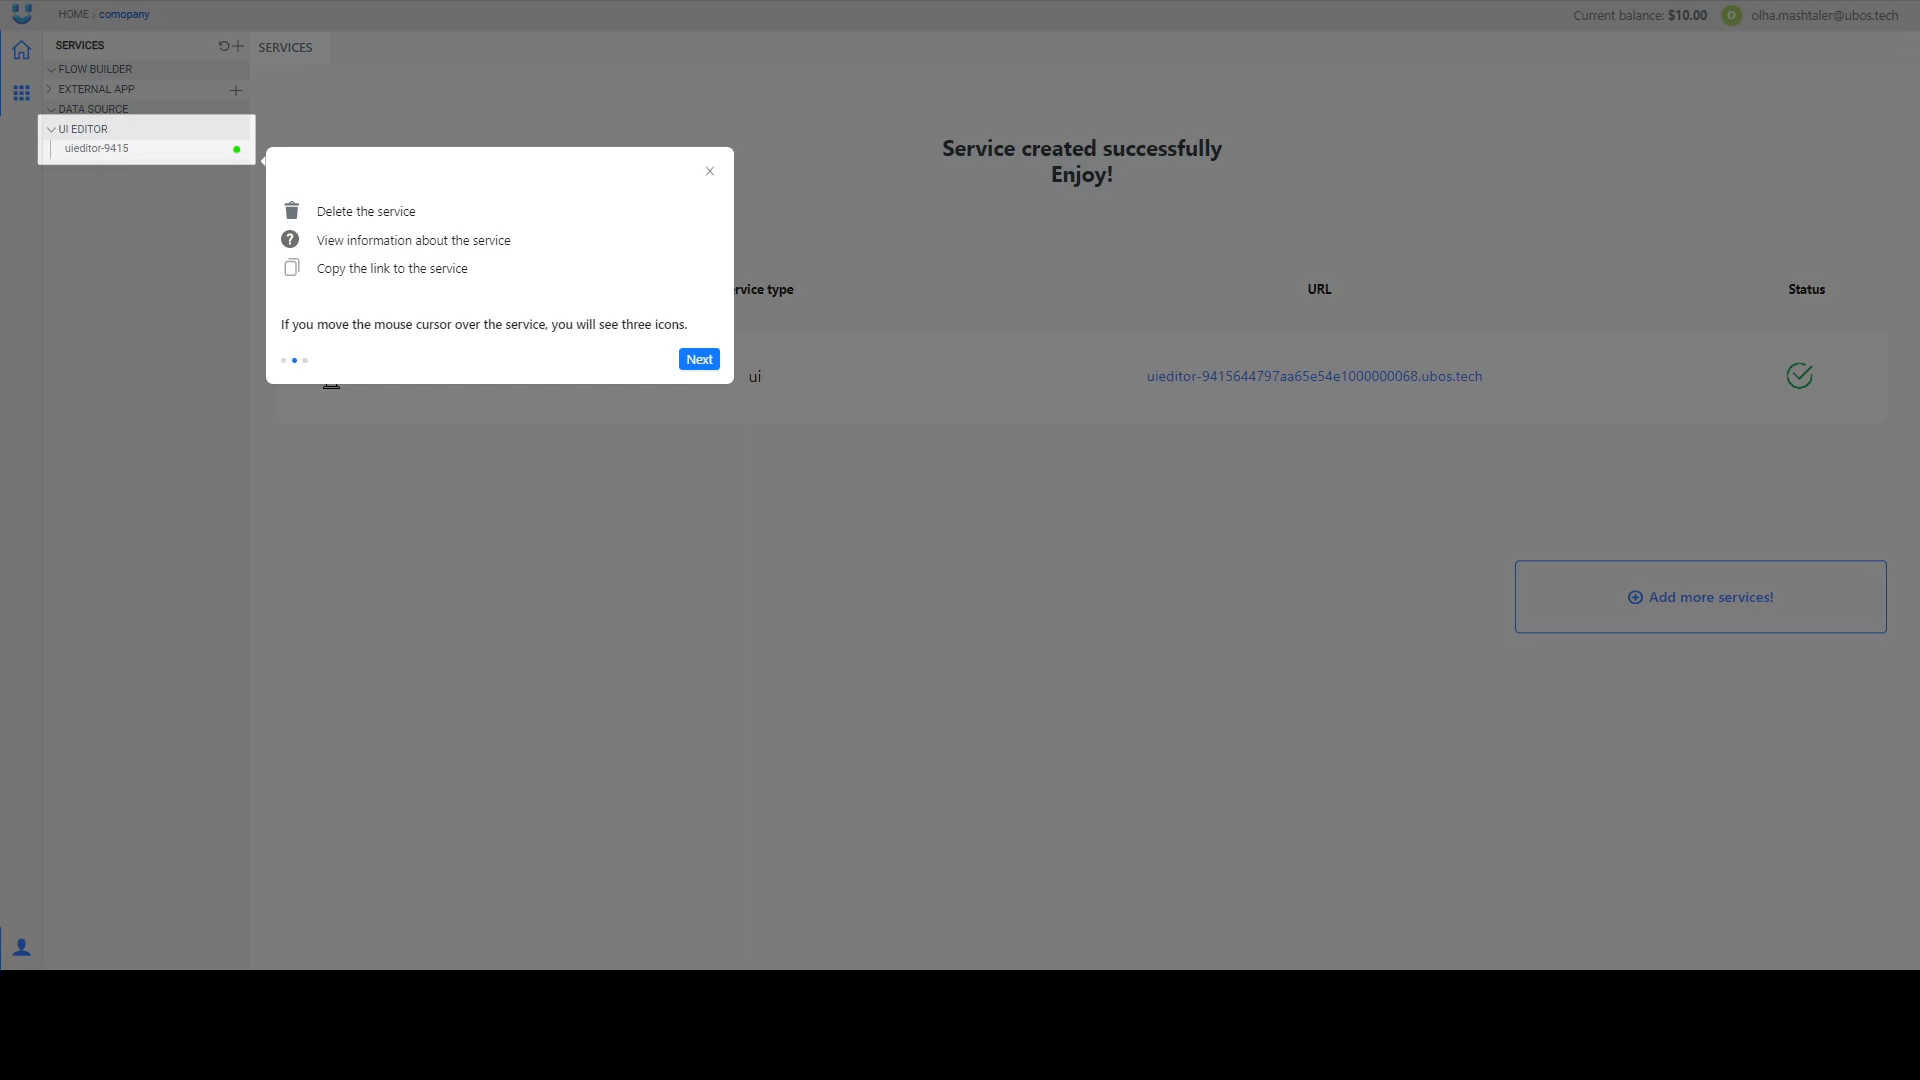 HOME › comopany
Current balance: $10.00
O
olha.mashtaler@ubos.tech
SERVICES
SERVICES
FLOW BUILDER
EXTERNAL APP
DATA SOURCE
UI EDITOR
uieditor-9415
Service created successfully
Enjoy!
Delete the service
View information about the service
Copy the link to the service
If you move the mouse cursor over the service, you will see three icons.
Next
rvice type
URL
Status
ui
uieditor-9415644797aa65e54e1000000068.ubos.tech
Add more services!